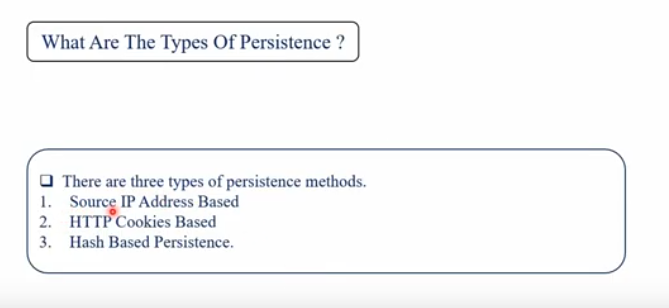 What Are The Types Of Persistence ?
❑ There are three types of persistence methods.
1. Source IP Address Based
2. HTTP Cookies Based
3. Hash Based Persistence.